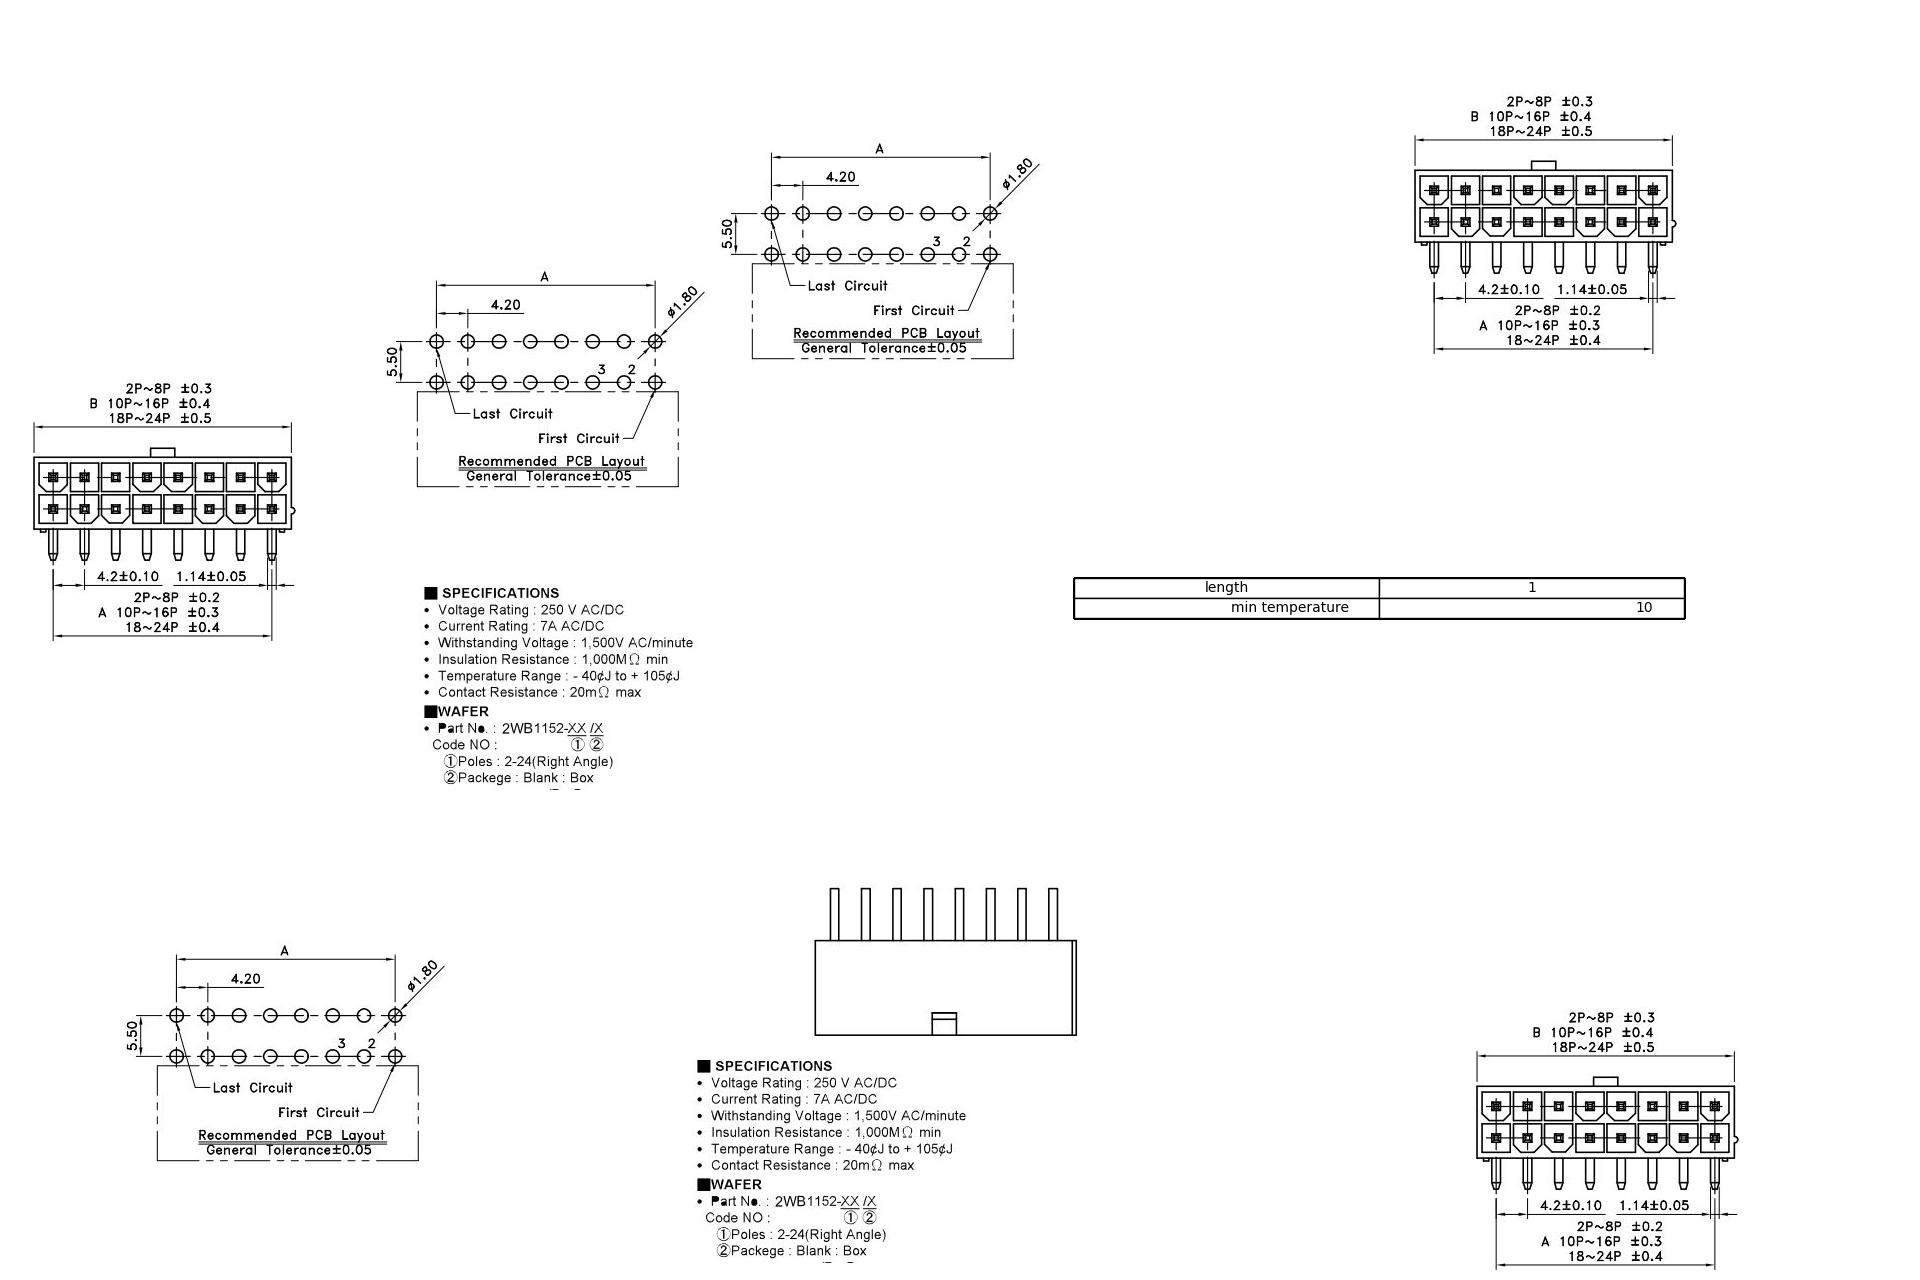 2P~8P ±0.3
B 10P~16P ±0.4
18P~24P ±0.5
4.2±0.10 1.14±0.05
2P~8P ±0.2
A 10P~16P ±0.3
18~24P ±0.4
A
4.20
ø1.80
5.50
3 2
Last Circuit
First Circuit
Recommended PCB Layout
General Tolerance±0.05
A
4.20
ø1.80
5.50
3 2
Last Circuit
First Circuit
Recommended PCB Layout
General Tolerance±0.05
2P~8P ±0.3
B 10P~16P ±0.4
18P~24P ±0.5
4.2±0.10 1.14±0.05
2P~8P ±0.2
A 10P~16P ±0.3
18~24P ±0.4
■ SPECIFICATIONS
• Voltage Rating : 250 V AC/DC
• Current Rating : 7A AC/DC
• Withstanding Voltage : 1,500V AC/minute
• Insulation Resistance : 1,000MΩ min
• Temperature Range : - 40¢J to + 105¢J
• Contact Resistance : 20mΩ max
■WAFER
• Part No. : 2WB1152-XX /X
Code NO : ① ②
①Poles : 2-24(Right Angle)
②Packege : Blank : Box
length 1
min temperature 10
A
4.20
ø1.80
5.50
3 2
Last Circuit
First Circuit
Recommended PCB Layout
General Tolerance±0.05
■ SPECIFICATIONS
• Voltage Rating : 250 V AC/DC
• Current Rating : 7A AC/DC
• Withstanding Voltage : 1,500V AC/minute
• Insulation Resistance : 1,000MΩ min
• Temperature Range : - 40¢J to + 105¢J
• Contact Resistance : 20mΩ max
■WAFER
• Part No. : 2WB1152-XX /X
Code NO : ① ②
①Poles : 2-24(Right Angle)
②Packege : Blank : Box
2P~8P ±0.3
B 10P~16P ±0.4
18P~24P ±0.5
4.2±0.10 1.14±0.05
2P~8P ±0.2
A 10P~16P ±0.3
18~24P ±0.4